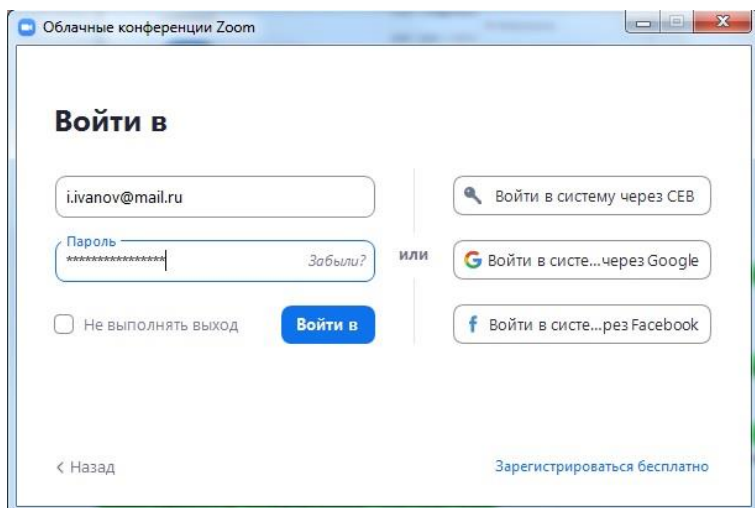 Облачные конференции Zoom
Войти в
i.ivanov@mail.ru
Пароль
****************
Забыли?
Не выполнять выход
Войти в
или
Войти в систему через СЕВ
Войти в систе...через Google
Войти в систе...рез Facebook
< Назад
Зарегистрироваться бесплатно